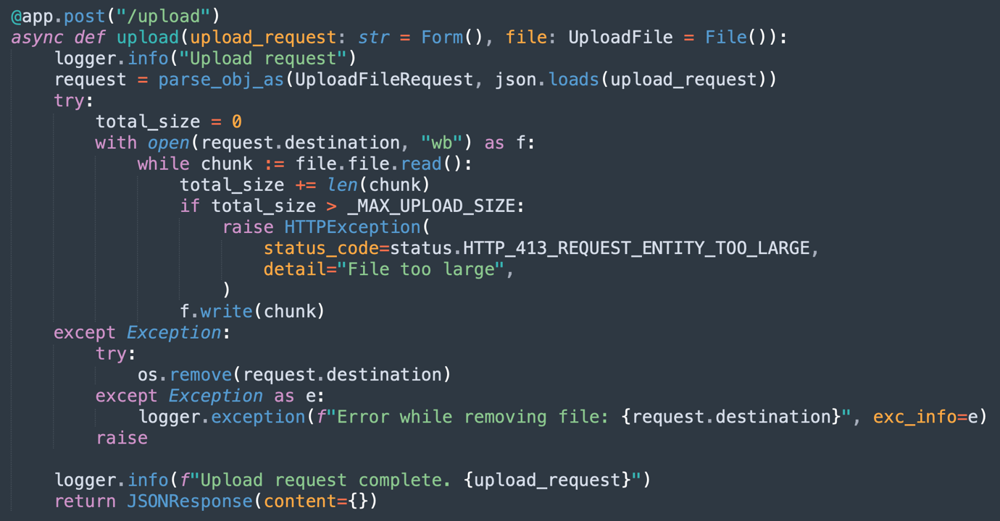 @app.post("/upload")
async def upload(upload_request: str = Form(), file: UploadFile = File()):
    logger.info("Upload request")
    request = parse_obj_as(UploadFileRequest, json.loads(upload_request))
    try:
        total_size = 0
        with open(request.destination, "wb") as f:
            while chunk := file.file.read():
                total_size += len(chunk)
                if total_size > _MAX_UPLOAD_SIZE:
                    raise HTTPException(
                        status_code=status.HTTP_413_REQUEST_ENTITY_TOO_LARGE,
                        detail="File too large",
                    )
                f.write(chunk)
    except Exception:
        try:
            os.remove(request.destination)
        except Exception as e:
            logger.exception(f"Error while removing file: {request.destination}", exc_info=e)
        raise

    logger.info(f"Upload request complete. {upload_request}")
    return JSONResponse(content={})